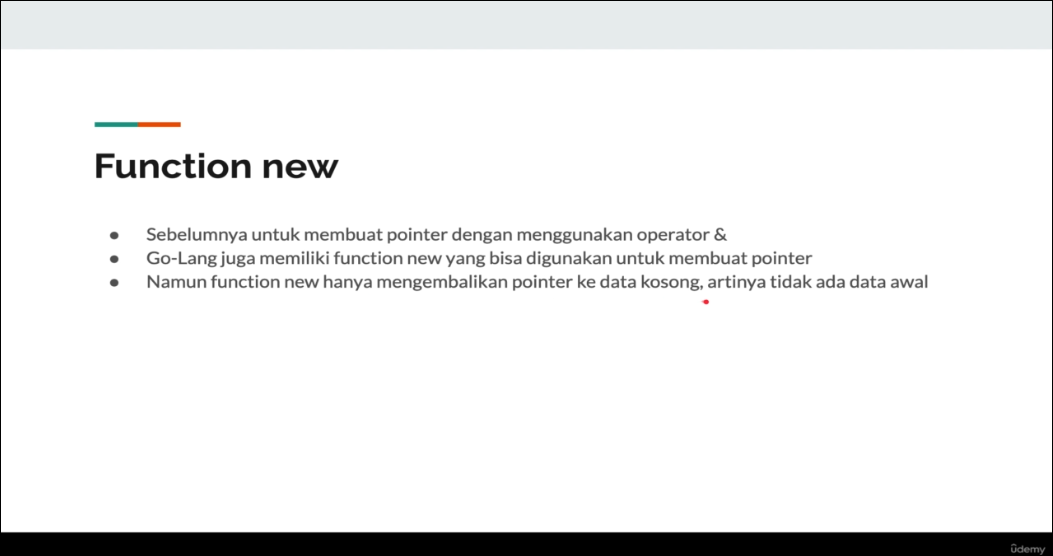 Function new
● Sebelumnya untuk membuat pointer dengan menggunakan operator &
● Go-Lang juga memiliki function new yang bisa digunakan untuk membuat pointer
● Namun function new hanya mengembalikan pointer ke data kosong, artinya tidak ada data awal
ûdemy